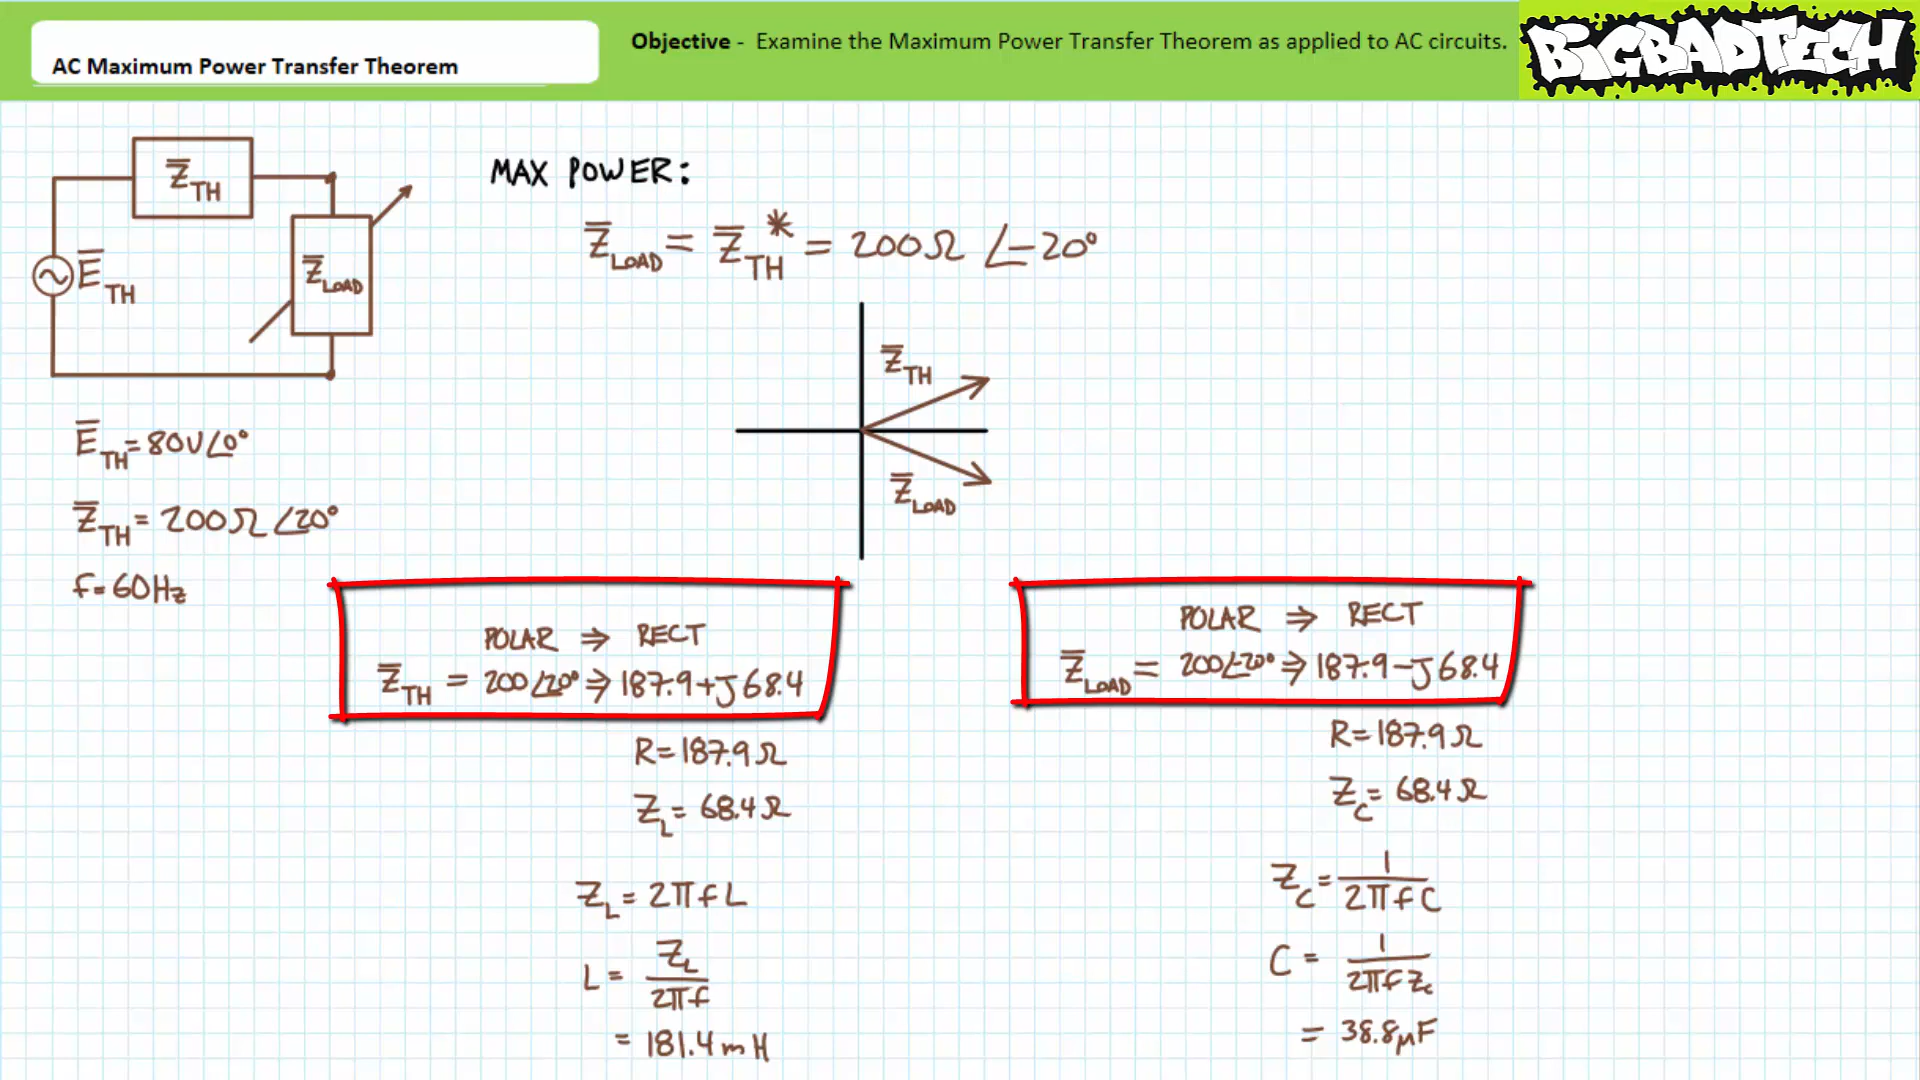 AC Maximum Power Transfer Theorem
Objective - Examine the Maximum Power Transfer Theorem as applied to AC circuits.
BIGBADTECH
Z̅TH
E̅TH
Z̅LOAD
E̅TH = 80V∠0°
Z̅TH = 200Ω ∠20°
f = 60Hz
MAX POWER:
Z̅LOAD = Z̅TH* = 200Ω ∠-20°
Z̅TH
Z̅LOAD
POLAR ⇒ RECT
Z̅TH = 200∠20° ⇒ 187.9+J68.4
R = 187.9Ω
ZL = 68.4Ω
ZL = 2πfL
L = ZL / 2πf
= 181.4mH
POLAR ⇒ RECT
Z̅LOAD = 200∠-20° ⇒ 187.9-J68.4
R = 187.9Ω
ZC = 68.4Ω
ZC = 1 / 2πfC
C = 1 / 2πfZC
= 38.8μF